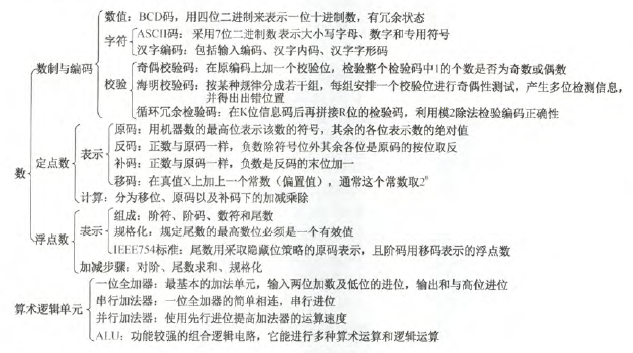 数值：BCD码，用四位二进制来表示一位十进制数，有冗余状态
字符
ASCII码：采用7位二进制数表示大小写字母、数字和专用符号
汉字编码：包括输入编码、汉字内码、汉字字形码
数制与编码
奇偶校验码：在原编码上加一个校验位，检验整个检验码中1的个数是否为奇数或偶数
校验
海明校验码：按某种规律分成若干组，每组安排一个校验位进行奇偶性测试，产生多位检测信息，
并得出出错位置
循环冗余检验码：在K位信息码后再拼接R位的检验码，利用模2除法检验编码正确性
原码：用机器数的最高位表示该数的符号，其余的各位表示数的绝对值
反码：正数与原码一样，负数除符号位外其余各位是原码的按位取反
数
定点数
表示
补码：正数与原码一样，负数是反码的末位加一
移码：在真值X上加上一个常数（偏置值），通常这个常数取2ⁿ
计算：分为移位、原码以及补码下的加减乘除
组成：阶符、阶码、数符和尾数
浮点数
表示
规格化：规定尾数的最高数位必须是一个有效值
IEEE754标准：尾数用采取隐藏位策略的原码表示，且阶码用移码表示的浮点数
加减步骤：对阶、尾数求和、规格化
一位全加器：最基本的加法单元，输入两位加数及低位的进位，输出和与高位进位
算术逻辑单元
串行加法器：一位全加器的简单相连，串行进位
并行加法器：使用先行进位提高加法器的运算速度
ALU：功能较强的组合逻辑电路，它能进行多种算术运算和逻辑运算